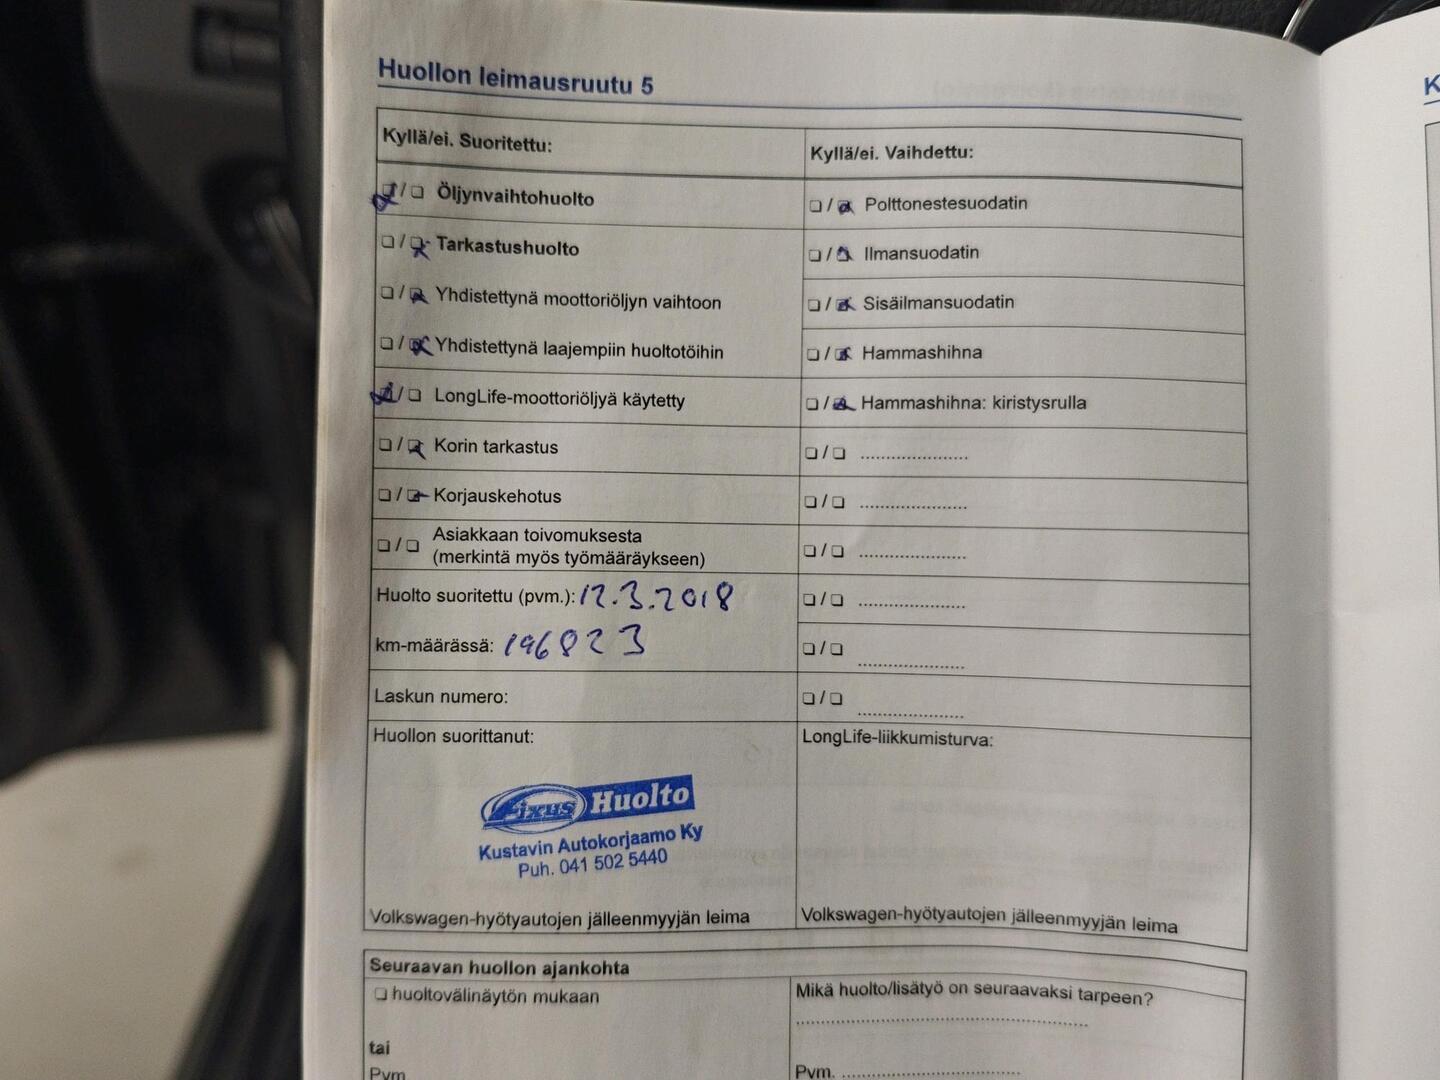 Huollon leimausruutu 5
K
Kyllä/ei. Suoritettu:
❏ / ❏ Öljynvaihtohuolto
❏ / ❏ Tarkastushuolto
❏ / ❏ Yhdistettynä moottoriöljyn vaihtoon
❏ / ❏ Yhdistettynä laajempiin huoltotöihin
❏ / ❏ LongLife-moottoriöljyä käytetty
❏ / ❏ Korin tarkastus
❏ / ❏ Korjauskehotus
❏ / ❏ Asiakkaan toivomuksesta
(merkintä myös työmääräykseen)
Huolto suoritettu (pvm.): 12.3.2018
km-määrässä: 196823
Laskun numero:
Huollon suorittanut:
Fixus Huolto
Kustavin Autokorjaamo Ky
Puh. 041 502 5440
Volkswagen-hyötyautojen jälleenmyyjän leima
Kyllä/ei. Vaihdettu:
❏ / ❏ Polttonestesuodatin
❏ / ❏ Ilmansuodatin
❏ / ❏ Sisäilmansuodatin
❏ / ❏ Hammashihna
❏ / ❏ Hammashihna: kiristysrulla
❏ / ❏ ....................
❏ / ❏ ....................
❏ / ❏ ....................
❏ / ❏ ....................
❏ / ❏ ....................
❏ / ❏ ....................
LongLife-liikkumisturva:
Volkswagen-hyötyautojen jälleenmyyjän leima
Seuraavan huollon ajankohta
❏ huoltovälinäytön mukaan
tai
Pvm
Mikä huolto/lisätyö on seuraavaksi tarpeen?
..................................................
Pvm. ..............................